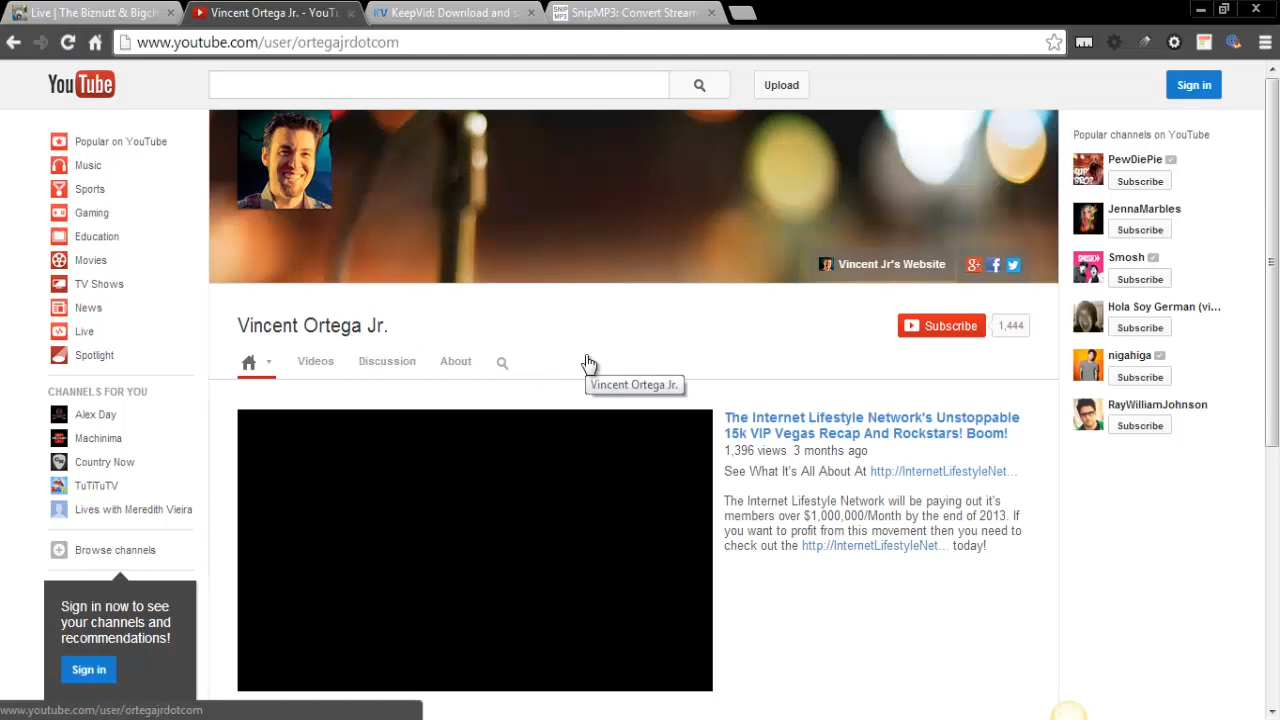 Live | The Biznutt & Bigch
Vincent Ortega Jr. - YouT
KeepVid: Download and s
SnipMP3: Convert Stream
www.youtube.com/user/ortegajrdotcom
YouTube
Upload
Sign in
Popular on YouTube
Music
Sports
Gaming
Education
Movies
TV Shows
News
Live
Spotlight
CHANNELS FOR YOU
Alex Day
Machinima
Country Now
TuTiTuTV
Lives with Meredith Vieira
Browse channels
Sign in now to see
your channels and
recommendations!
Sign in
Vincent Jr's Website
Vincent Ortega Jr.
Subscribe
1,444
Videos
Discussion
About
Vincent Ortega Jr.
The Internet Lifestyle Network's Unstoppable
15k VIP Vegas Recap And Rockstars! Boom!
1,396 views 3 months ago
See What It's All About At http://InternetLifestyleNet...
The Internet Lifestyle Network will be paying out it's
members over $1,000,000/Month by the end of 2013. If
you want to profit from this movement then you need to
check out the http://InternetLifestyleNet... today!
Popular channels on YouTube
PewDiePie
Subscribe
JennaMarbles
Subscribe
Smosh
Subscribe
Hola Soy German (vi...
Subscribe
nigahiga
Subscribe
RayWilliamJohnson
Subscribe
www.youtube.com/user/ortegajrdotcom